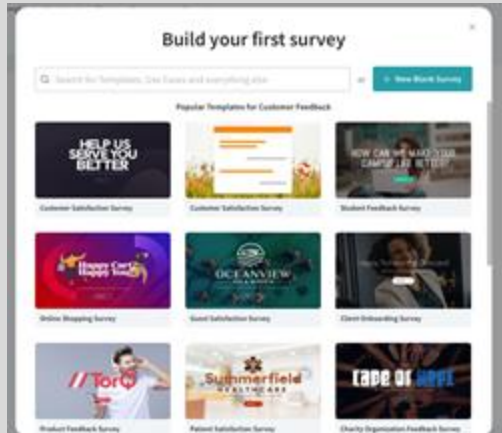 Build your first survey
Search for Templates, Use Cases and everything else
or
+ New Blank Survey
Popular Templates for Customer Feedback
HELP US
SERVE YOU
BETTER
HOW CAN WE MAKE YOUR
CAMPUS LIFE BETTER?
Customer Satisfaction Survey
Customer Satisfaction Survey
Student Feedback Survey
Happy Cart
Happy You
OCEANVIEW
Online Shopping Survey
Guest Satisfaction Survey
Client Onboarding Survey
//TorQ
Summerfield
HEALTHCARE
CAPE OF HOPE
Product Feedback Survey
Patient Satisfaction Survey
Charity Organization Feedback Survey